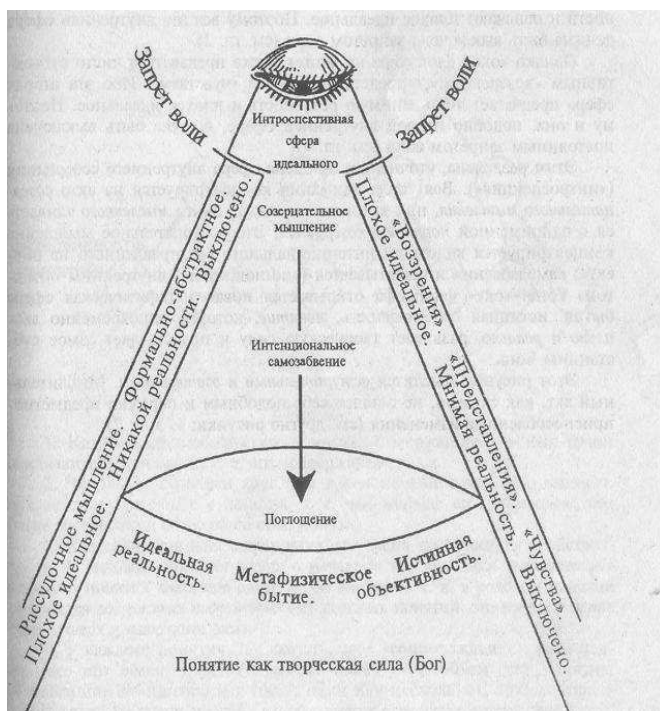 Запрет воли
Запрет воли
Интроспективная
сфера
идеального
Созерцательное
мышление
Интенциональное
самозабвение
Поглощение
Рассудочное мышление. Формально-абстрактное.
Плохое идеальное. Никакой Реальности. Выключено.
«Воззрения» «Представления» «Чувства».
Плохое идеальное. Мнимая реальность. Выключено.
Идеальная
реальность.
Метафизическое
бытие.
Истинная
объективность.
Понятие как творческая сила (Бог)